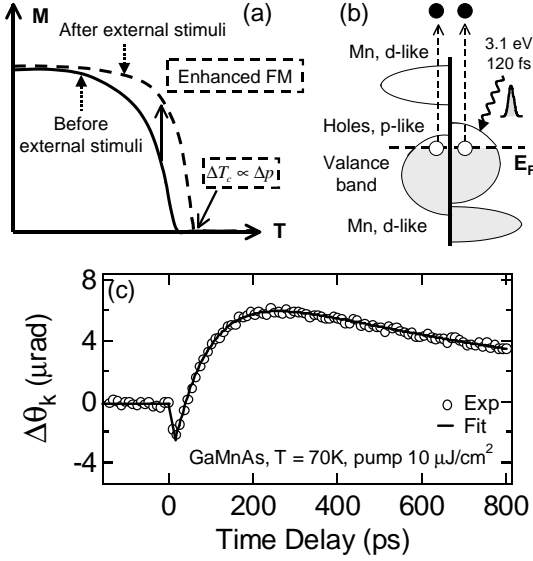 M
(a)
After external stimuli
Enhanced FM
Before
external stimuli
ΔT_c ∝ Δp
T
(b)
Mn, d-like
3.1 eV
120 fs
Holes, p-like
Valance
band
E_F
Mn, d-like
(c)
8
4
0
-4
Δθ_k (μrad)
Exp
Fit
GaMnAs, T = 70K, pump 10 μJ/cm²
0 200 400 600 800
Time Delay (ps)